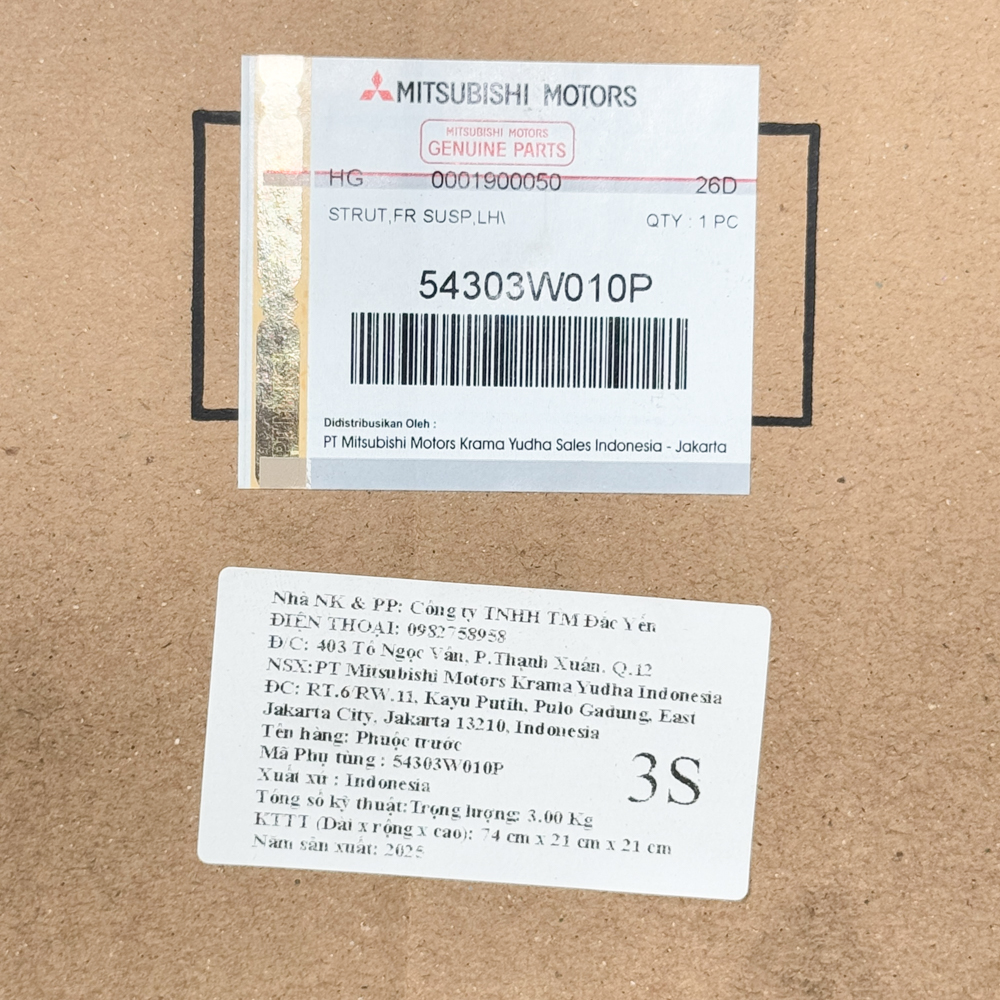 MITSUBISHI MOTORS
MITSUBISHI MOTORS
GENUINE PARTS
HG 0001900050 26D
STRUT,FR SUSP,LH\
QTY : 1 PC
54303W010P
Didistribusikan Oleh :
PT Mitsubishi Motors Krama Yudha Sales Indonesia - Jakarta
Nhà NK & PP: Công ty TNHH TM Đắc Yến
ĐIỆN THOẠI: 0982758958
Đ/C: 403 Tô Ngọc Vân, P.Thạnh Xuân, Q.12
NSX:PT Mitsubishi Motors Krama Yudha Indonesia
ĐC: RT.6/RW.11, Kayu Putih, Pulo Gadung, East
Jakarta City, Jakarta 13210, Indonesia
Tên hàng: Phuộc trước
Mã Phụ tùng : 54303W010P
Xuất xứ : Indonesia
Tổng số kỹ thuật:Trọng lượng: 3.00 Kg
KTTT (Dài x rộng x cao): 74 cm x 21 cm x 21 cm
Năm sản xuất: 2025
3S